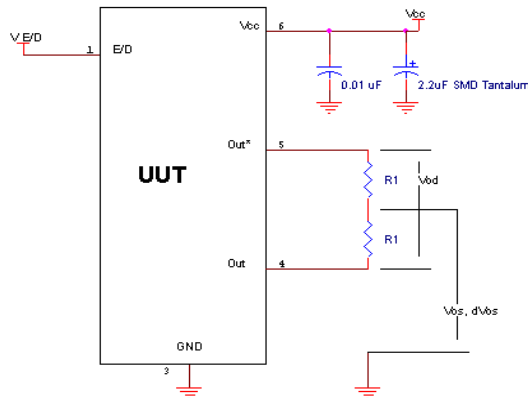 Vcc 6 Vcc
V E/D 1 E/D
0.01 uF 2.2uF SMD Tantalum
Out* 5
UUT R1 Vod
R1
Out 4
Vos, dVos
GND
3